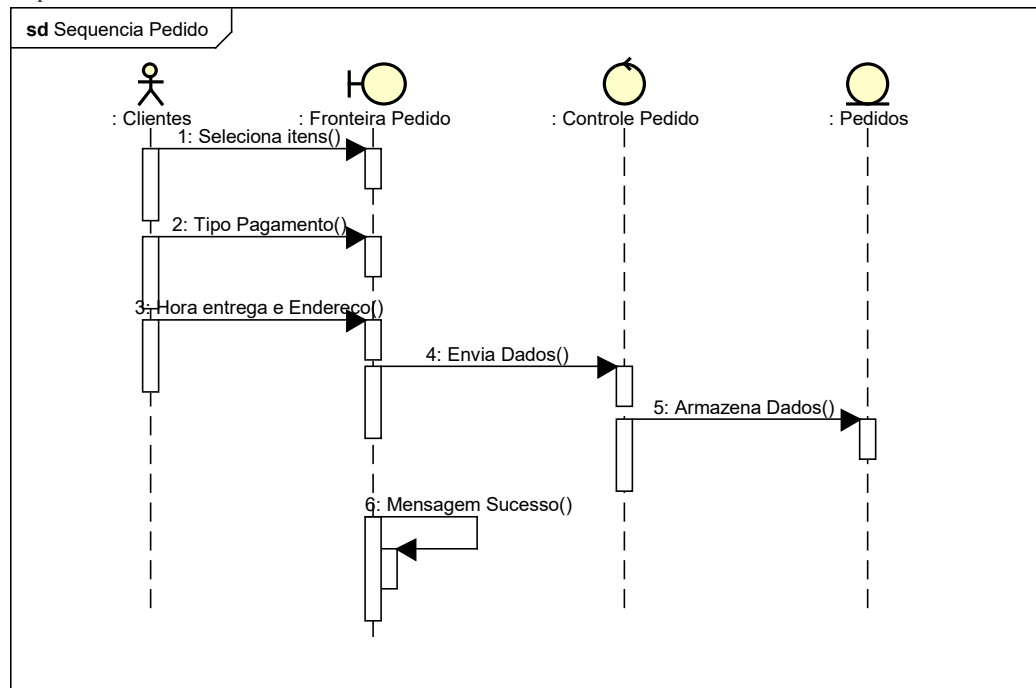 sd Sequencia Pedido
: Clientes
: Fronteira Pedido
: Controle Pedido
: Pedidos
1: Seleciona itens()
2: Tipo Pagamento()
3: Hora entrega e Endereco()
4: Envia Dados()
5: Armazena Dados()
6: Mensagem Sucesso()